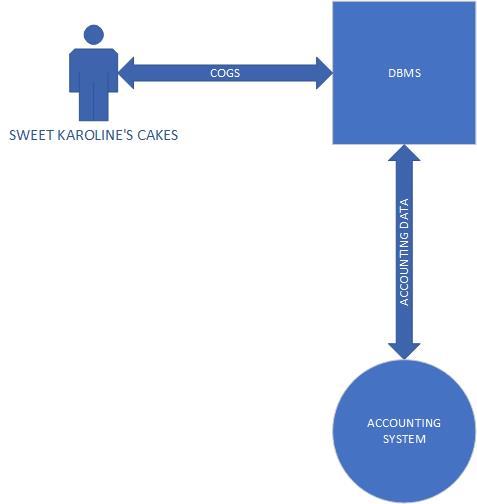 COGS
DBMS
SWEET KAROLINE'S CAKES
ACCOUNTING DATA
ACCOUNTING
SYSTEM